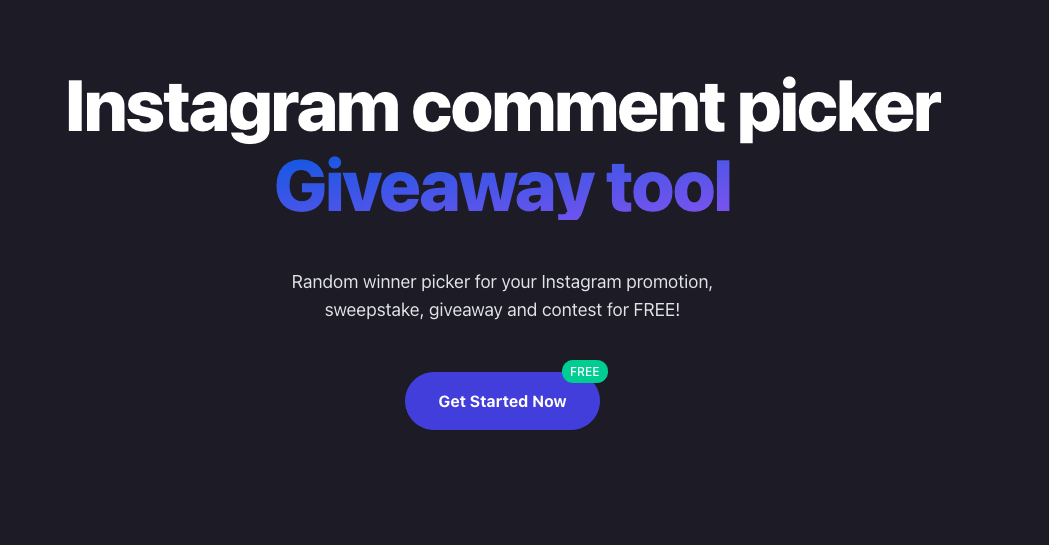 Instagram comment picker
Giveaway tool
Random winner picker for your Instagram promotion,
sweepstake, giveaway and contest for FREE!
FREE
Get Started Now